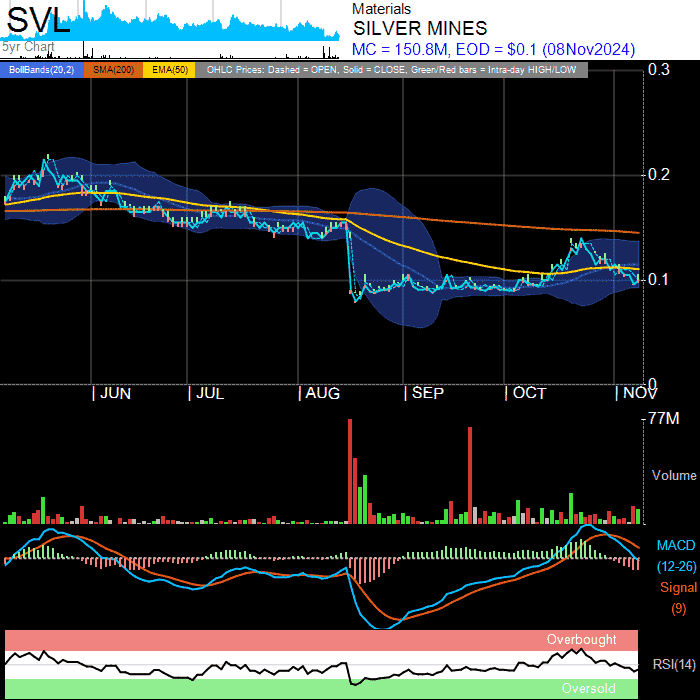 SVL
5yr Chart
Materials
SILVER MINES
MC = 150.8M, EOD = $0.1 (08Nov2024)
BollBands(20,2) SMA(200) EMA(50) OHLC Prices: Dashed = OPEN, Solid = CLOSE, Green/Red bars = Intra-day HIGH/LOW
0.3
0.2
0.1
0
| JUN | JUL | AUG | SEP | OCT | NOV
77M
Volume
MACD
(12-26)
Signal
(9)
Overbought
RSI(14)
Oversold